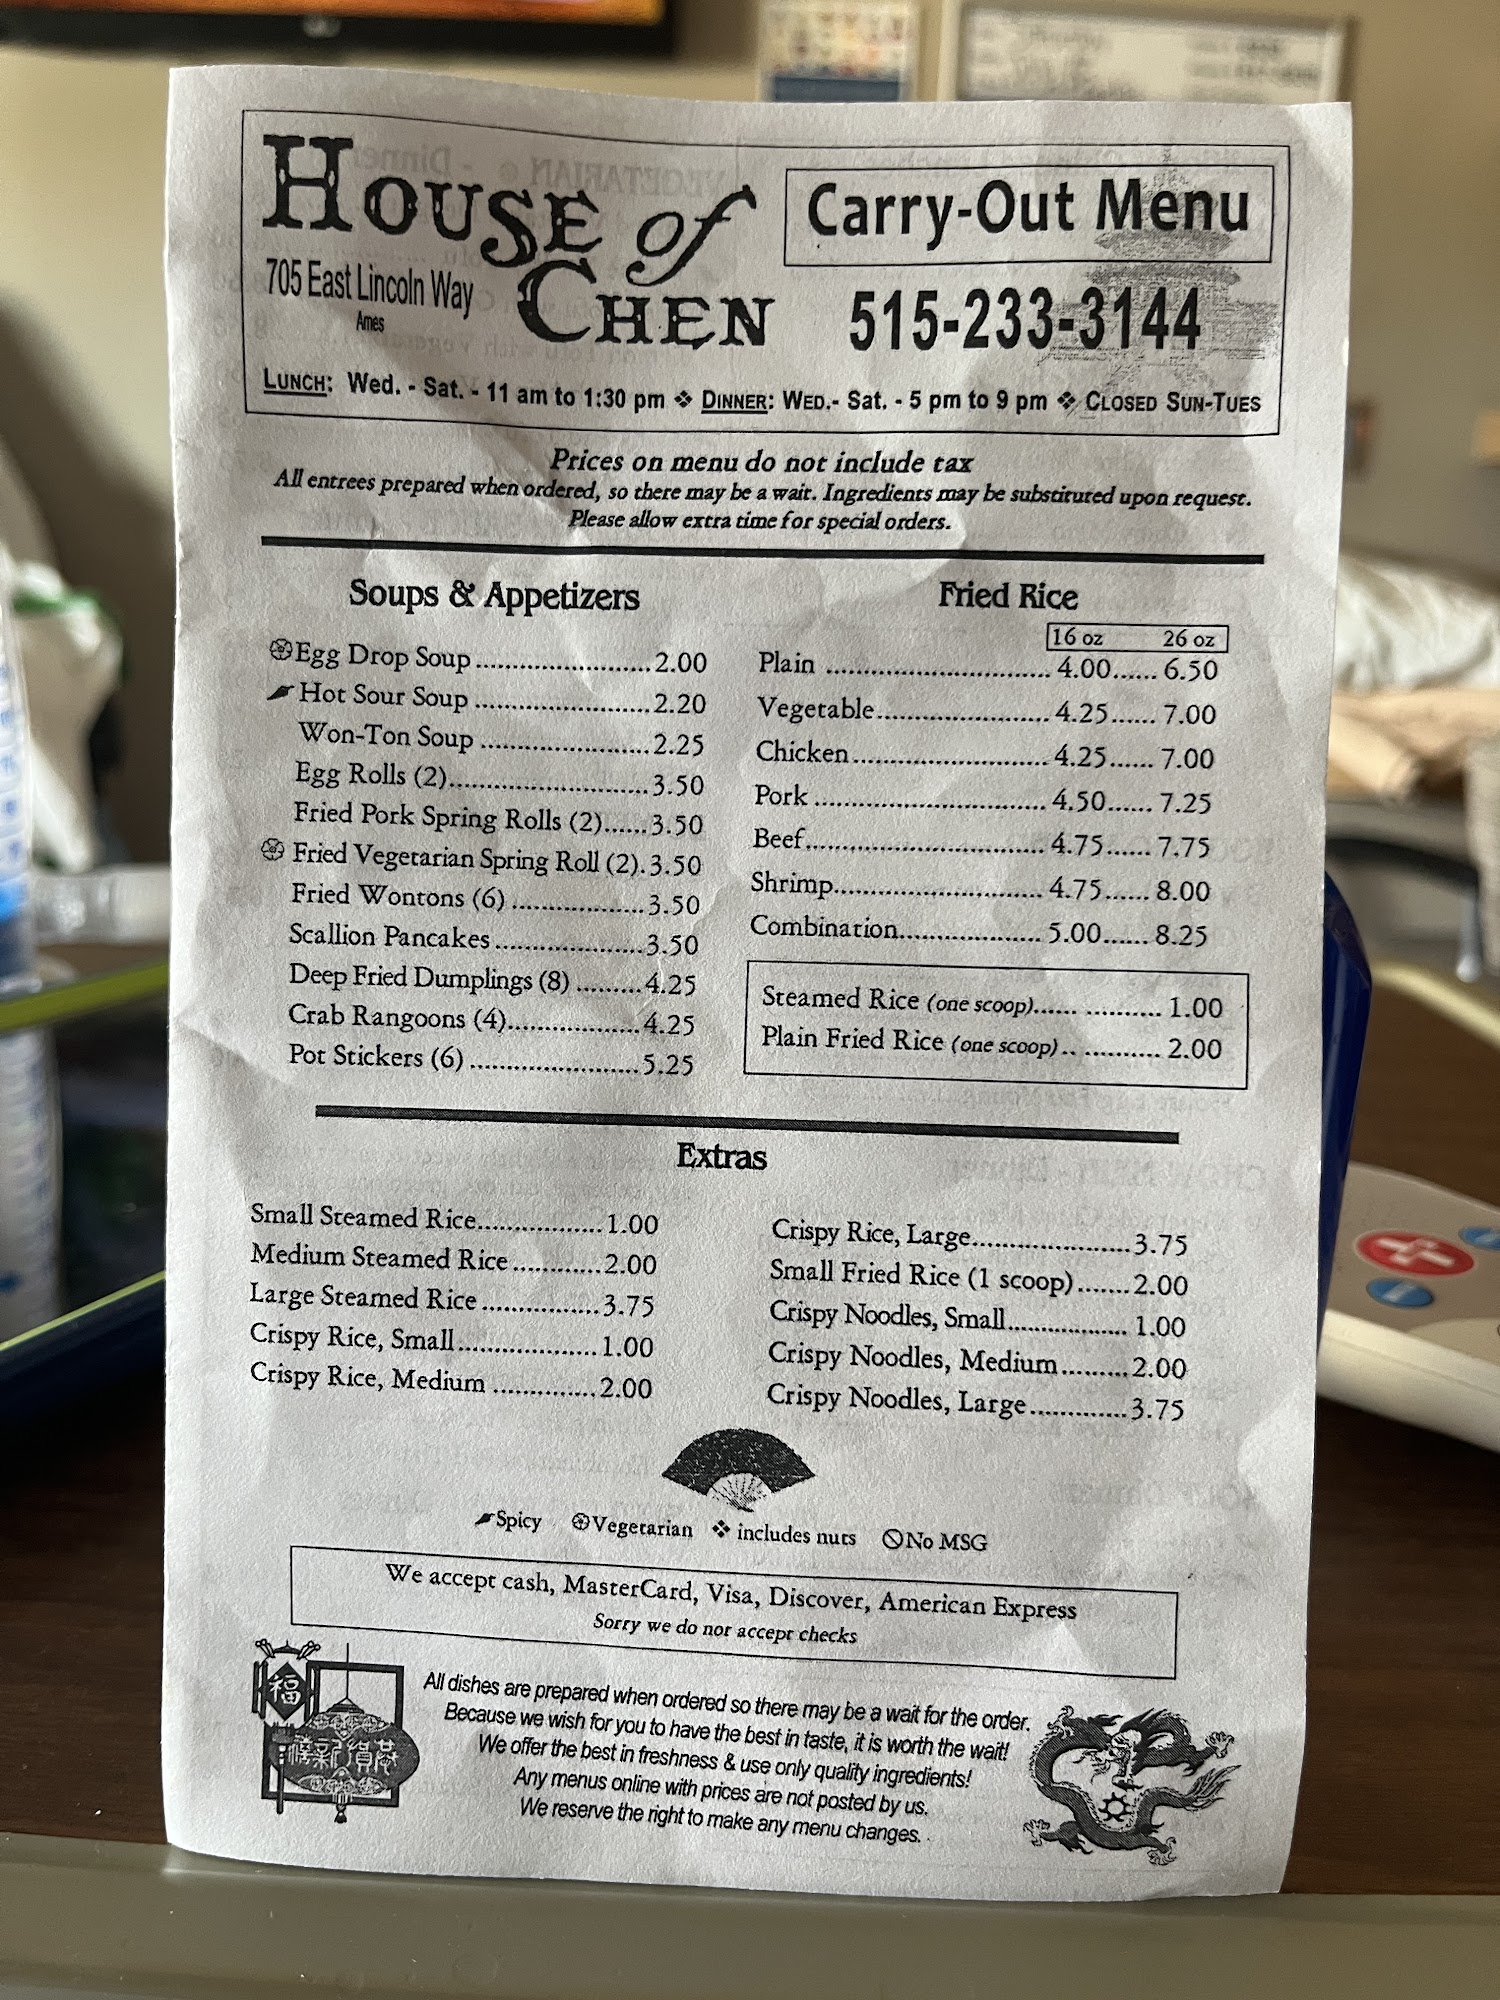 House of Chen
Carry-Out Menu
705 East Lincoln Way
Ames
515-233-3144
Lunch: Wed. - Sat. - 11 am to 1:30 pm ❖ Dinner: Wed.- Sat. - 5 pm to 9 pm ❖ Closed Sun-Tues
Prices on menu do not include tax
All entrees prepared when ordered, so there may be a wait. Ingredients may be substituted upon request.
Please allow extra time for special orders.
Soups & Appetizers
Egg Drop Soup..........................2.00
Hot Sour Soup..........................2.20
Won-Ton Soup.........................2.25
Egg Rolls (2)..............................3.50
Fried Pork Spring Rolls (2)......3.50
Fried Vegetarian Spring Roll (2).3.50
Fried Wontons (6)....................3.50
Scallion Pancakes......................3.50
Deep Fried Dumplings (8).........4.25
Crab Rangoons (4)....................4.25
Pot Stickers (6).........................5.25
Fried Rice
16 oz 26 oz
Plain.................................4.00...... 6.50
Vegetable..........................4.25...... 7.00
Chicken.............................4.25...... 7.00
Pork..................................4.50...... 7.25
Beef....................................4.75...... 7.75
Shrimp...............................4.75...... 8.00
Combination.....................5.00...... 8.25
Steamed Rice (one scoop)...... .......... 1.00
Plain Fried Rice (one scoop).. ........... 2.00
Extras
Small Steamed Rice..................1.00
Medium Steamed Rice............2.00
Large Steamed Rice................3.75
Crispy Rice, Small....................1.00
Crispy Rice, Medium..............2.00
Crispy Rice, Large.......................3.75
Small Fried Rice (1 scoop).......2.00
Crispy Noodles, Small................. 1.00
Crispy Noodles, Medium.........2.00
Crispy Noodles, Large..............3.75
Spicy Vegetarian ❖ includes nuts No MSG
We accept cash, MasterCard, Visa, Discover, American Express
Sorry we do not accept checks
福
All dishes are prepared when ordered so there may be a wait for the order.
Because we wish for you to have the best in taste, it is worth the wait!
We offer the best in freshness & use only quality ingredients!
Any menus online with prices are not posted by us.
We reserve the right to make any menu changes.